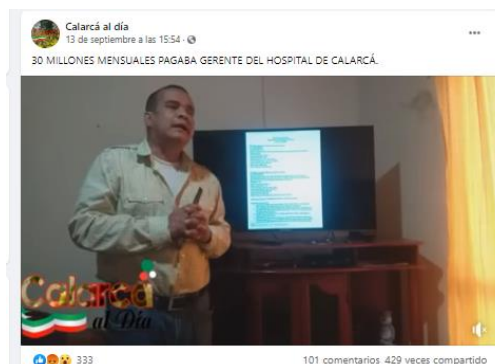 Calarcá al día
13 de septiembre a las 15:54 ·
30 MILLONES MENSUALES PAGABA GERENTE DEL HOSPITAL DE CALARCÁ.
Calarcá
al Día
333
101 comentarios 429 veces compartido